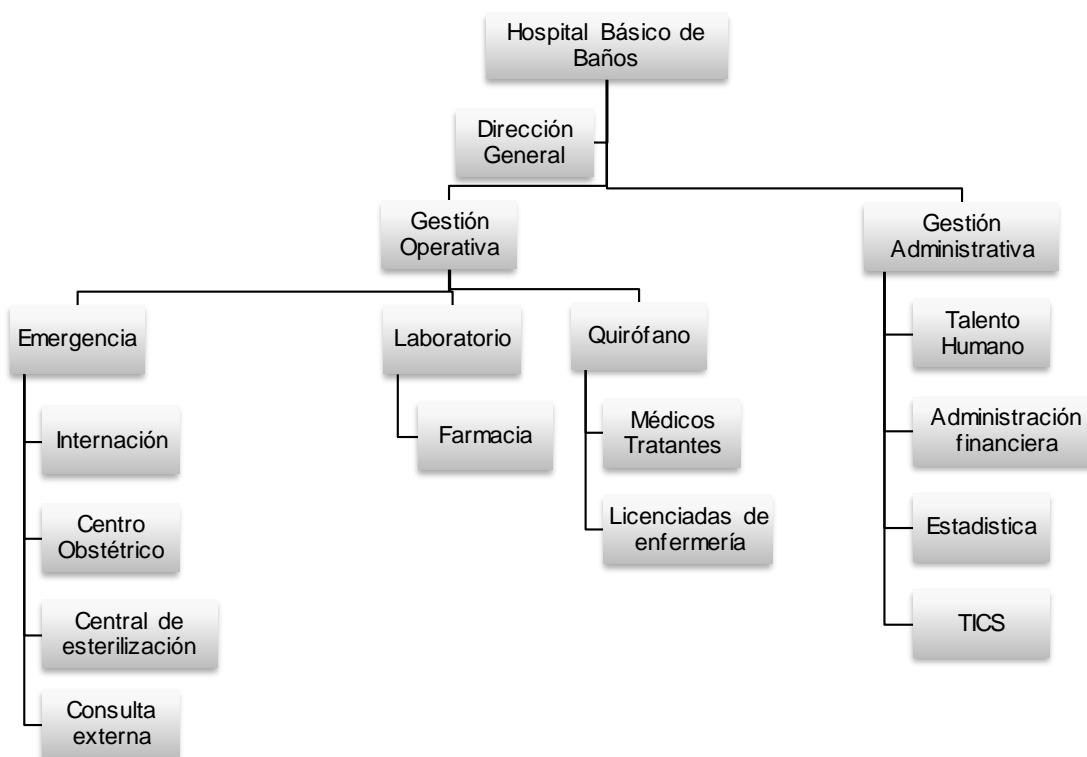 Hospital Básico de
Baños
Dirección
General
Gestión
Operativa
Gestión
Administrativa
Emergencia
Laboratorio
Quirófano
Internación
Centro
Obstétrico
Central de
esterilización
Consulta
externa
Farmacia
Médicos
Tratantes
Licenciadas de
enfermería
Talento
Humano
Administración
financiera
Estadistica
TICS